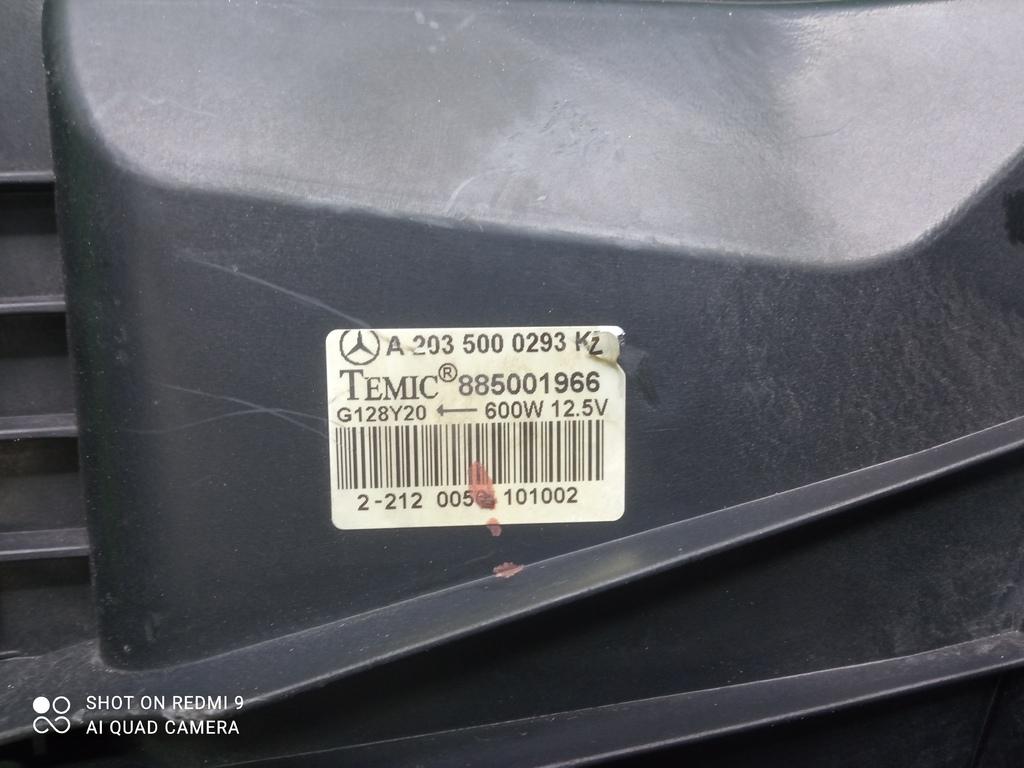 A 203 500 0293 KZ
TEMIC® 885001966
G128Y20 ← 600W 12.5V
2-212 101002
SHOT ON REDMI 9
AI QUAD CAMERA